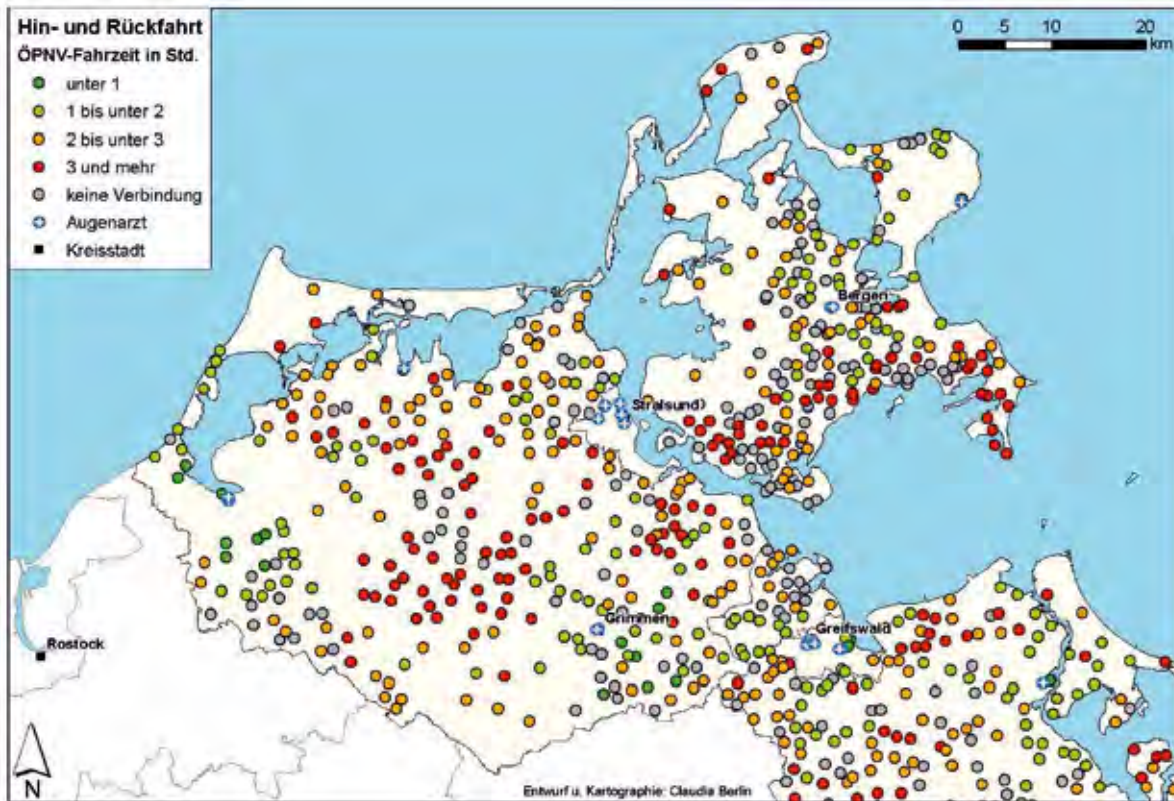 Hin- und Rückfahrt
ÖPNV-Fahrzeit in Std.
unter 1
1 bis unter 2
2 bis unter 3
3 und mehr
keine Verbindung
Augenarzt
Kreisstadt
0 5 10 20
km
Bergen
Stralsund
Grimmen
Greifswald
Rostock
N
Entwurf u. Kartographie: Claudia Berlin